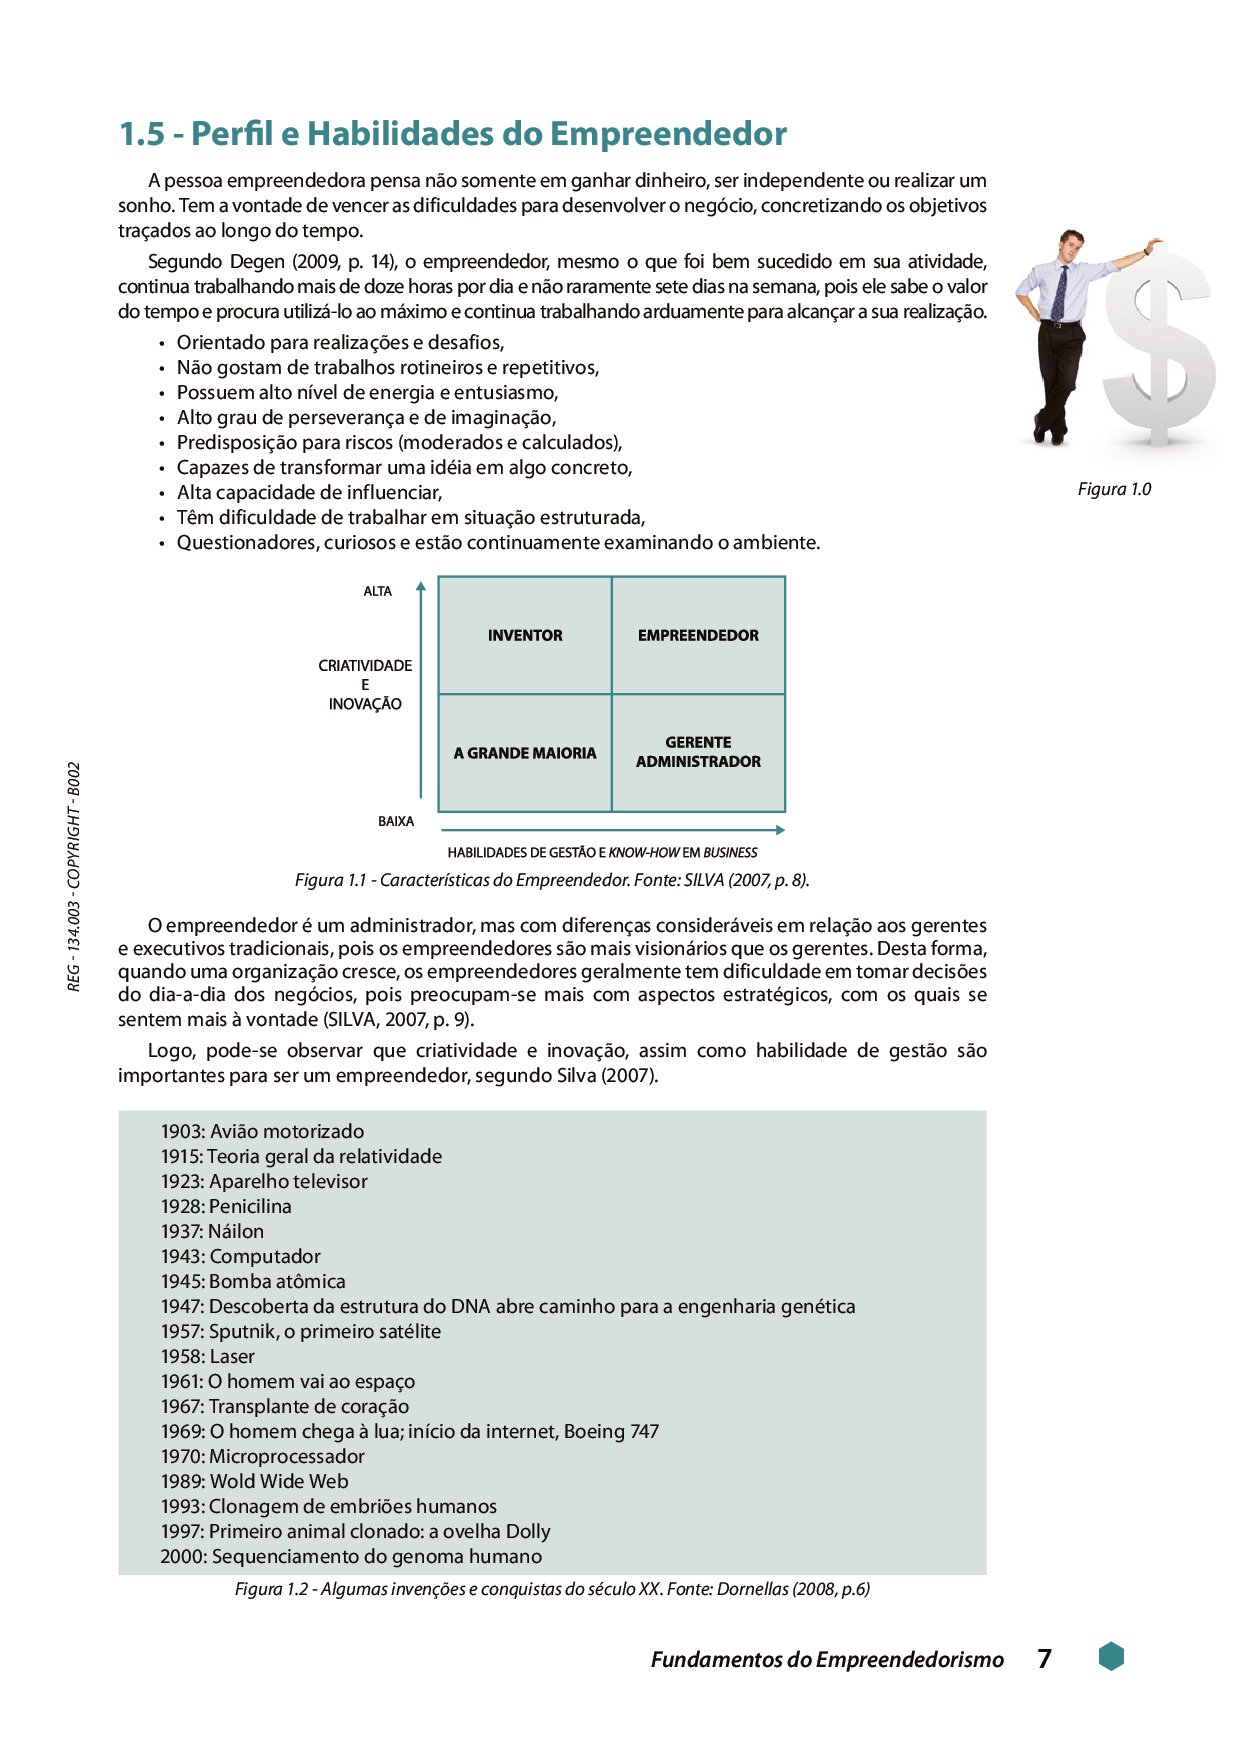 1.5 - Perfil e Habilidades do Empreendedor
A pessoa empreendedora pensa não somente em ganhar dinheiro, ser independente ou realizar um
sonho. Tem a vontade de vencer as dificuldades para desenvolver o negócio, concretizando os objetivos
traçados ao longo do tempo.
Segundo Degen (2009, p. 14), o empreendedor, mesmo o que foi bem sucedido em sua atividade,
continua trabalhando mais de doze horas por dia e não raramente sete dias na semana, pois ele sabe o valor
do tempo e procura utilizá-lo ao máximo e continua trabalhando arduamente para alcançar a sua realização.
• Orientado para realizações e desafios,
• Não gostam de trabalhos rotineiros e repetitivos,
• Possuem alto nível de energia e entusiasmo,
• Alto grau de perseverança e de imaginação,
• Predisposição para riscos (moderados e calculados),
• Capazes de transformar uma idéia em algo concreto,
• Alta capacidade de influenciar,
• Têm dificuldade de trabalhar em situação estruturada,
• Questionadores, curiosos e estão continuamente examinando o ambiente.
Figura 1.0
ALTA
CRIATIVIDADE
E
INOVAÇÃO
BAIXA
INVENTOR
EMPREENDEDOR
A GRANDE MAIORIA
GERENTE
ADMINISTRADOR
HABILIDADES DE GESTÃO E KNOW-HOW EM BUSINESS
Figura 1.1 - Características do Empreendedor. Fonte: SILVA (2007, p. 8).
O empreendedor é um administrador, mas com diferenças consideráveis em relação aos gerentes
e executivos tradicionais, pois os empreendedores são mais visionários que os gerentes. Desta forma,
quando uma organização cresce, os empreendedores geralmente tem dificuldade em tomar decisões
do dia-a-dia dos negócios, pois preocupam-se mais com aspectos estratégicos, com os quais se
sentem mais à vontade (SILVA, 2007, p. 9).
Logo, pode-se observar que criatividade e inovação, assim como habilidade de gestão são
importantes para ser um empreendedor, segundo Silva (2007).
1903: Avião motorizado
1915: Teoria geral da relatividade
1923: Aparelho televisor
1928: Penicilina
1937: Náilon
1943: Computador
1945: Bomba atômica
1947: Descoberta da estrutura do DNA abre caminho para a engenharia genética
1957: Sputnik, o primeiro satélite
1958: Laser
1961: O homem vai ao espaço
1967: Transplante de coração
1969: O homem chega à lua; início da internet, Boeing 747
1970: Microprocessador
1989: Wold Wide Web
1993: Clonagem de embriões humanos
1997: Primeiro animal clonado: a ovelha Dolly
2000: Sequenciamento do genoma humano
Figura 1.2 - Algumas invenções e conquistas do século XX. Fonte: Dornellas (2008, p.6)
REG - 134.003 - COPYRIGHT - B002
Fundamentos do Empreendedorismo 7